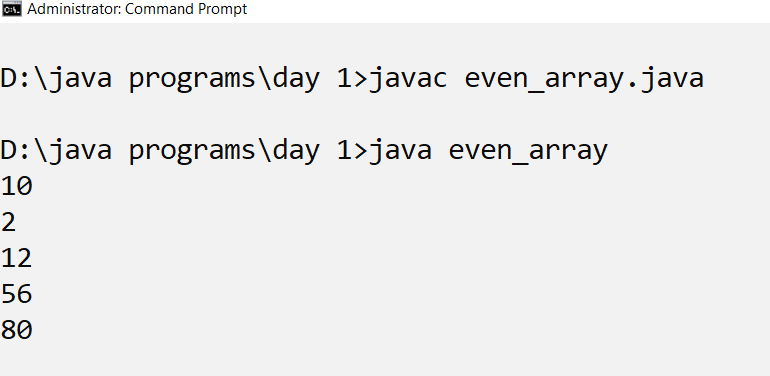 Administrator: Command Prompt
D:\java programs\day 1>javac even_array.java
D:\java programs\day 1>java even_array
10
2
12
56
80